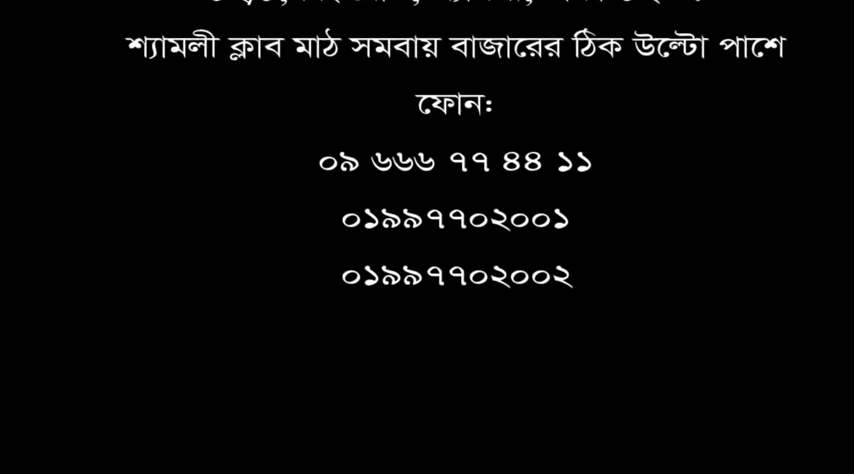 শ্যামলী ক্লাব মাঠ সমবায় বাজারের ঠিক উল্টো পাশে
ফোন:
০৯ ৬৬৬ ৭৭ ৪৪ ১১
০১৯৯৭৭০২০০১
০১৯৯৭৭০২০০২